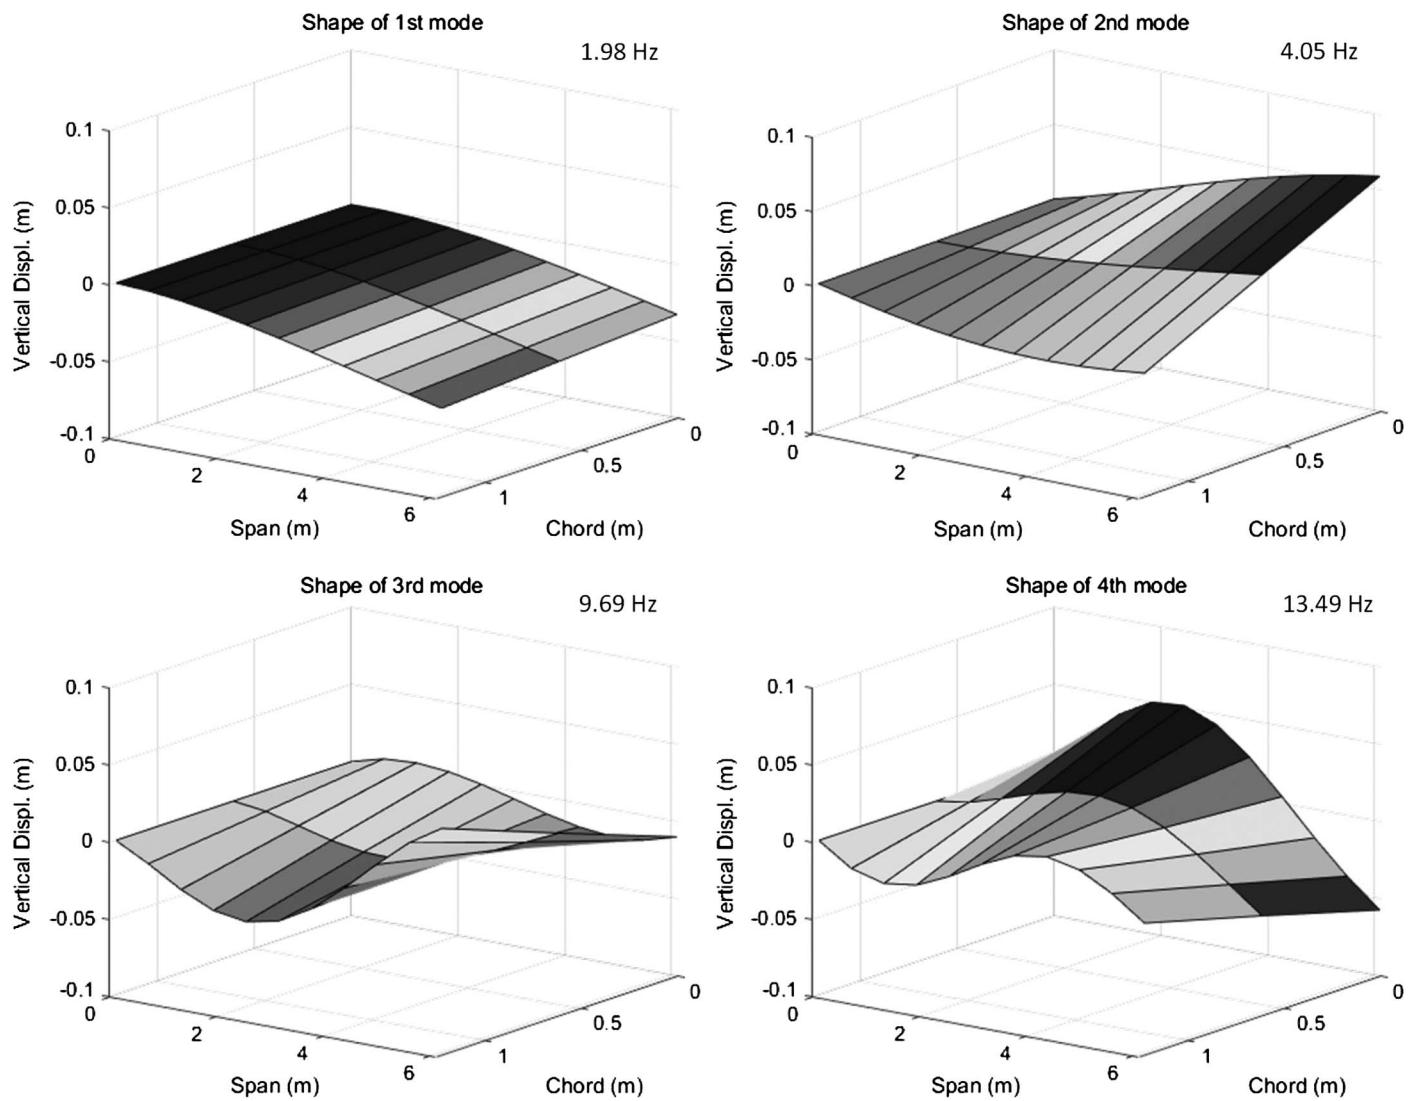 Shape of 1st mode
1.98 Hz
0.1
0.05
0
-0.05
-0.1
Vertical Displ. (m)
0
2
4
6
Span (m)
0
0.5
1
Chord (m)
Shape of 2nd mode
4.05 Hz
0.1
0.05
0
-0.05
-0.1
Vertical Displ. (m)
0
2
4
6
Span (m)
0
0.5
1
Chord (m)
Shape of 3rd mode
9.69 Hz
0.1
0.05
0
-0.05
-0.1
Vertical Displ. (m)
0
2
4
6
Span (m)
0
0.5
1
Chord (m)
Shape of 4th mode
13.49 Hz
0.1
0.05
0
-0.05
-0.1
Vertical Displ. (m)
0
2
4
6
Span (m)
0
0.5
1
Chord (m)